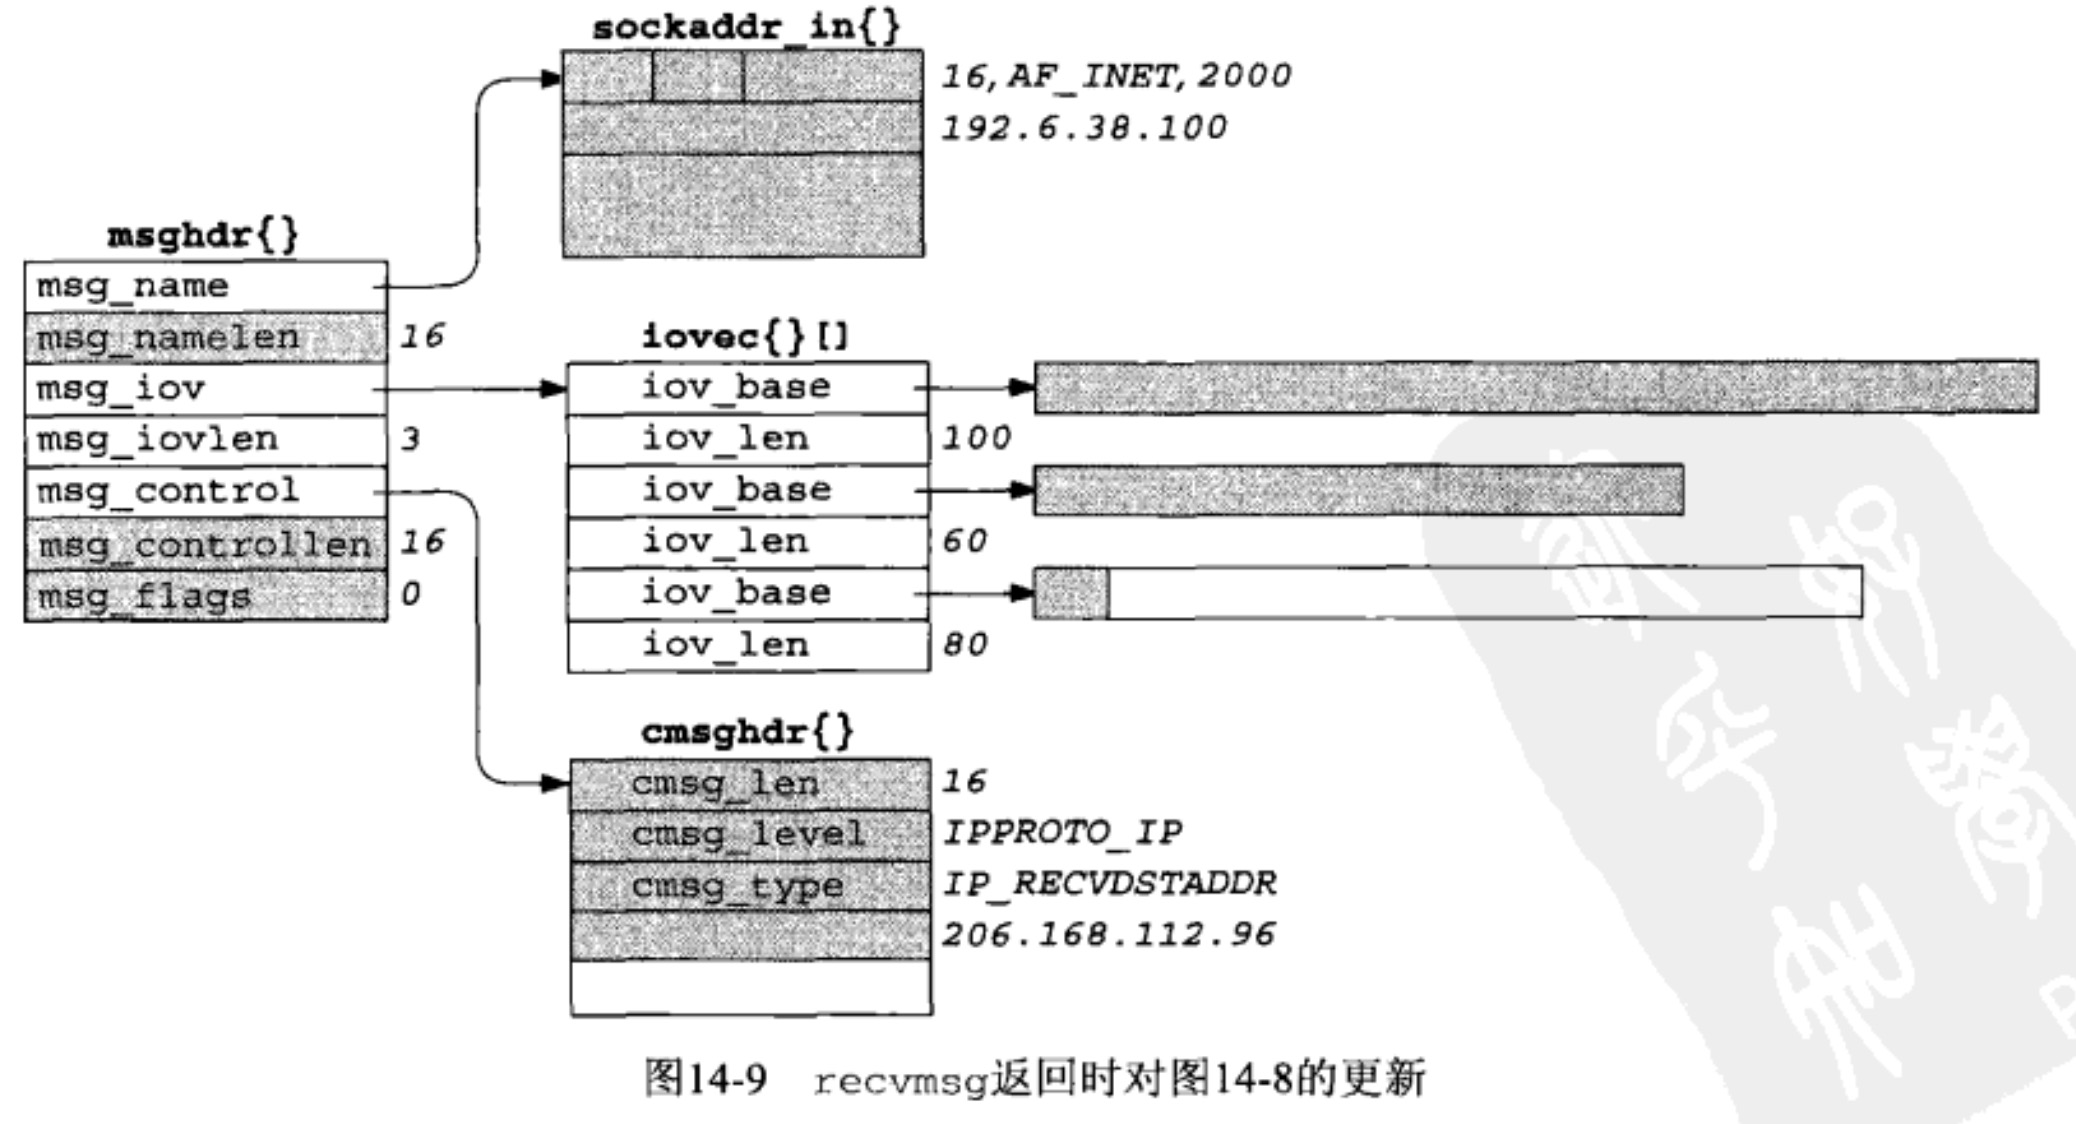 sockaddr_in{}
16, AF_INET, 2000
192.6.38.100
msghdr{}
msg_name
msg_namelen 16
msg_iov
msg_iovlen 3
msg_control
msg_controllen 16
msg_flags 0
iovec{}[]
iov_base
iov_len 100
iov_base
iov_len 60
iov_base
iov_len 80
cmsghdr{}
cmsg_len 16
cmsg_level IPPROTO_IP
cmsg_type IP_RECVDSTADDR
206.168.112.96
图14-9 recvmsg返回时对图14-8的更新